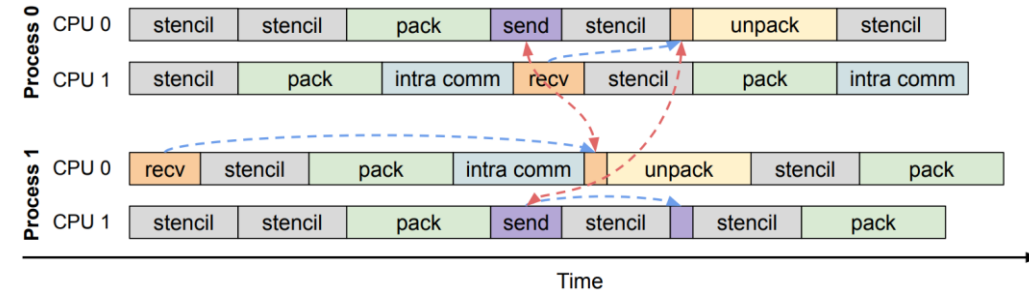 Process 0
CPU 0 stencil stencil pack send stencil unpack stencil
CPU 1 stencil pack intra comm recv stencil pack intra comm
Process 1
CPU 0 recv stencil pack intra comm unpack stencil pack
CPU 1 stencil stencil pack send stencil stencil pack
Time